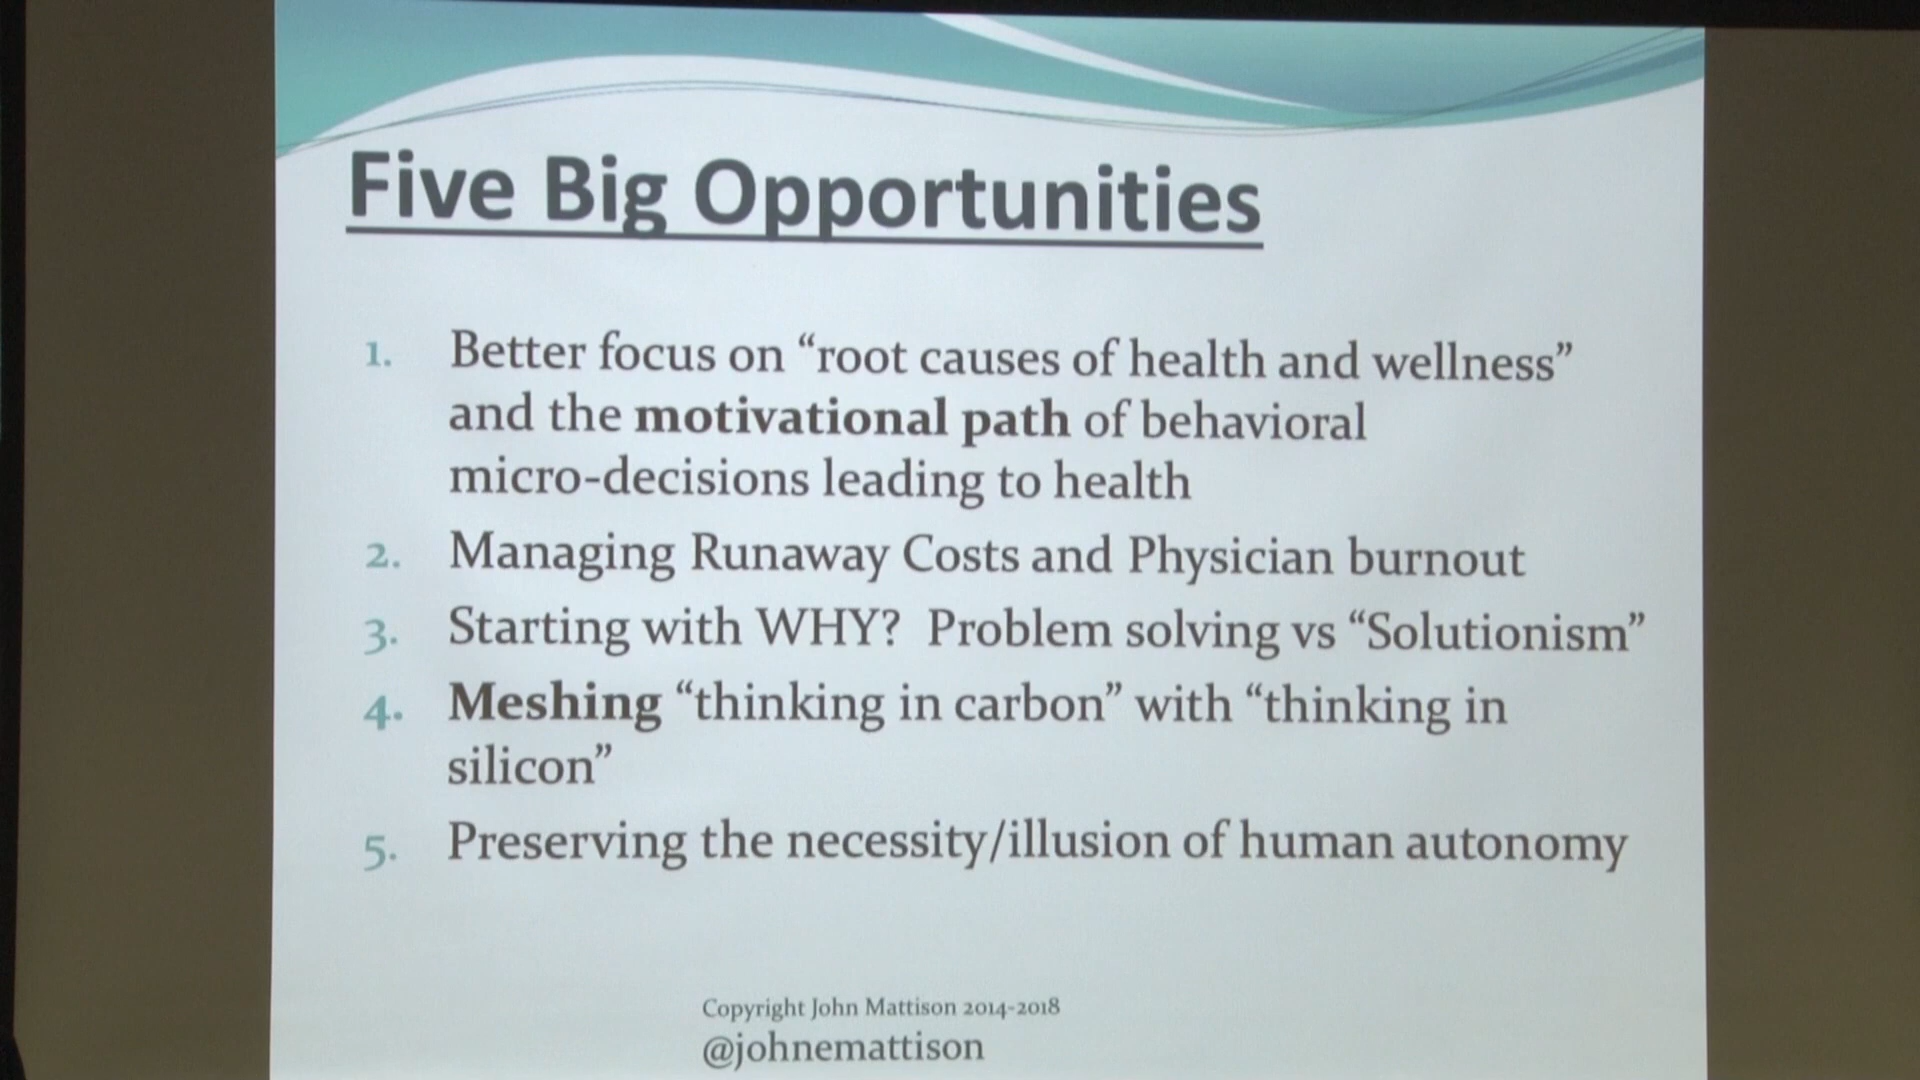 Five Big Opportunities
1. Better focus on “root causes of health and wellness”
and the motivational path of behavioral
micro-decisions leading to health
2. Managing Runaway Costs and Physician burnout
3. Starting with WHY? Problem solving vs “Solutionism”
4. Meshing “thinking in carbon” with “thinking in
silicon”
5. Preserving the necessity/illusion of human autonomy
Copyright John Mattison 2014-2018
@johnemattison